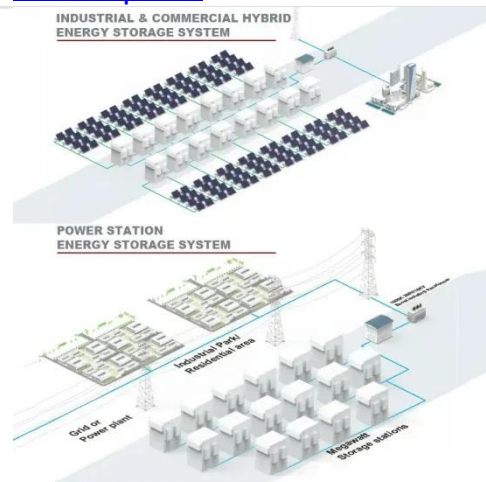 INDUSTRIAL & COMMERCIAL HYBRID
ENERGY STORAGE SYSTEM
POWER STATION
ENERGY STORAGE SYSTEM
Industrial Park/
Residential area
Grid or
Power plant
Megawatt
Storage stations